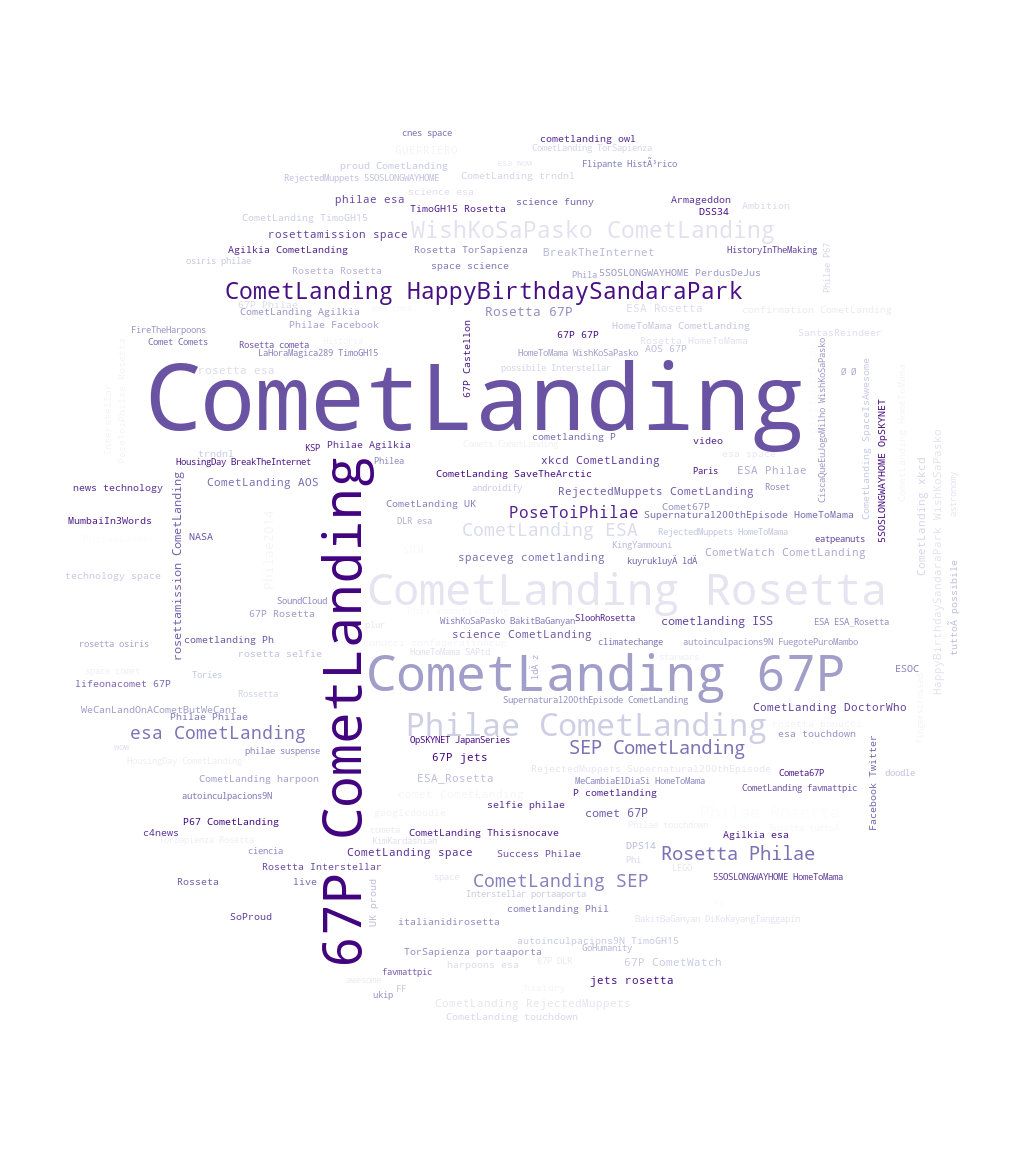 cnes space
cometlanding owl
CometLanding TorSapienza
GUERRIERO
esa wow
Flipante HistÃ³rico
proud CometLanding
RejectedMuppets 5SOSLONGWAYHOME
CometLanding trndnl
science esa
philae esa
science funny
Armageddon
TimoGH15 Rosetta
DSS34
Ambition
CometLanding TimoGH15
rosettamission space
WishKoSaPasko CometLanding
Agilkia CometLanding
Rosetta TorSapienza
BreakTheInternet
HistoryInTheMaking
Philae P67
osiris philae
space science
Rosetta Rosetta
Phila
5SOSLONGWAYHOME PerdusDeJus
CometLanding HappyBirthdaySandaraPark
67P Philae
CometLanding Agilkia
Rosetta 67P
ESA Rosetta
confirmation CometLanding
Philae Facebook
FireTheHarpoons
HomeToMama CometLanding
67P 67P
SantasReindeer
Comet Comets
Rosetta cometa
Rosetta HomeToMama
LaHoraMagica289 TimoGH15
67P Castellon
HomeToMama WishKoSaPasko
AOS 67P
rosetta esa
possibile Interstellar
Ø Ø
CometLanding
CiscaQueEuJogoMilho WishKoSaPasko
CometLanding SpaceIsAwesome
5SOSLONGWAYHOME OpSKYNET
cometlanding P
video
KSP
Philae Agilkia
trndnl
esa space
HousingDay BreakTheInternet
Philea
xkcd CometLanding
CometLanding SaveTheArctic
Paris
ESA Philae
CometLanding AOS
news technology
androidify
RejectedMuppets CometLanding
Roset
CometLanding UK
Comet67P
PoseToiPhilae
Supernatural200thEpisode HomeToMama
MumbaiIn3Words
DLR esa
CometLanding ESA
RejectedMuppets HomeToMama
NASA
rosettamission CometLanding
Philae2014
KingYammouni
eatpeanuts
spaceveg cometlanding
kuyrukluyÄ ldÄ
CometWatch CometLanding
CometLanding xkcd
astronomy
HappyBirthdaySandaraPark WishKoSaPasko
tuttoÃ possibile
technology space
CometLanding Rosetta
SoundCloud
67P Rosetta
plur
WishKoSaPasko BakitBaGanyan
SloohRosetta
cometlanding ISS
ESA ESA_Rosetta
science CometLanding
climatechange
autoinculpacions9N FuegotePuroMambo
rosetta osiris
cometlanding Ph
rosetta selfie
HomeToMama SAPtd
ldÄ z
starwars
CometLanding 67P
67P CometLanding
space comet
ESOC
Tories
lifeonacomet 67P
Rossetta
Supernatural200thEpisode CometLanding
WeCanLandOnACometButWeCant
CometLanding DoctorWho
Philae Philae
Philae CometLanding
esa CometLanding
esa touchdown
OpSKYNET JapanSeries
SEP CometLanding
wow
philae suspense
67P jets
HousingDay CometLanding
RejectedMuppets Supernatural200thEpisode
Cometa67P
doodle
CometLanding harpoon
ESA_Rosetta
MeCambiaElDiaSi HomeToMama
CometLanding favmattpic
Facebook Twitter
autoinculpacions9N
comet CometLanding
P cometlanding
selfie philae
googledoodle
comet 67P
P67 CometLanding
Philae touchdown
c4news
cometa
CometLanding Thisisnocave
Agilkia esa
TorSapienza Rosetta
KimKardashian
DPS14
ciencia
CometLanding space
Success Philae
Phi
Rosetta Philae
Rosetta Interstellar
LEGO
Rosseta
live
space
CometLanding SEP
5SOSLONGWAYHOME HomeToMama
UK proud
Interstellar portaaporta
cometlanding Phil
SoProud
italianidirosetta
BakitBaGanyan DiKoKayangTanggapin
autoinculpacions9N TimoGH15
TorSapienza portaaporta
GoHumanity
harpoons esa
67P DLR
67P CometWatch
favmattpic
awesome
jets rosetta
FF
history
ukip
CometLanding RejectedMuppets
CometLanding touchdown